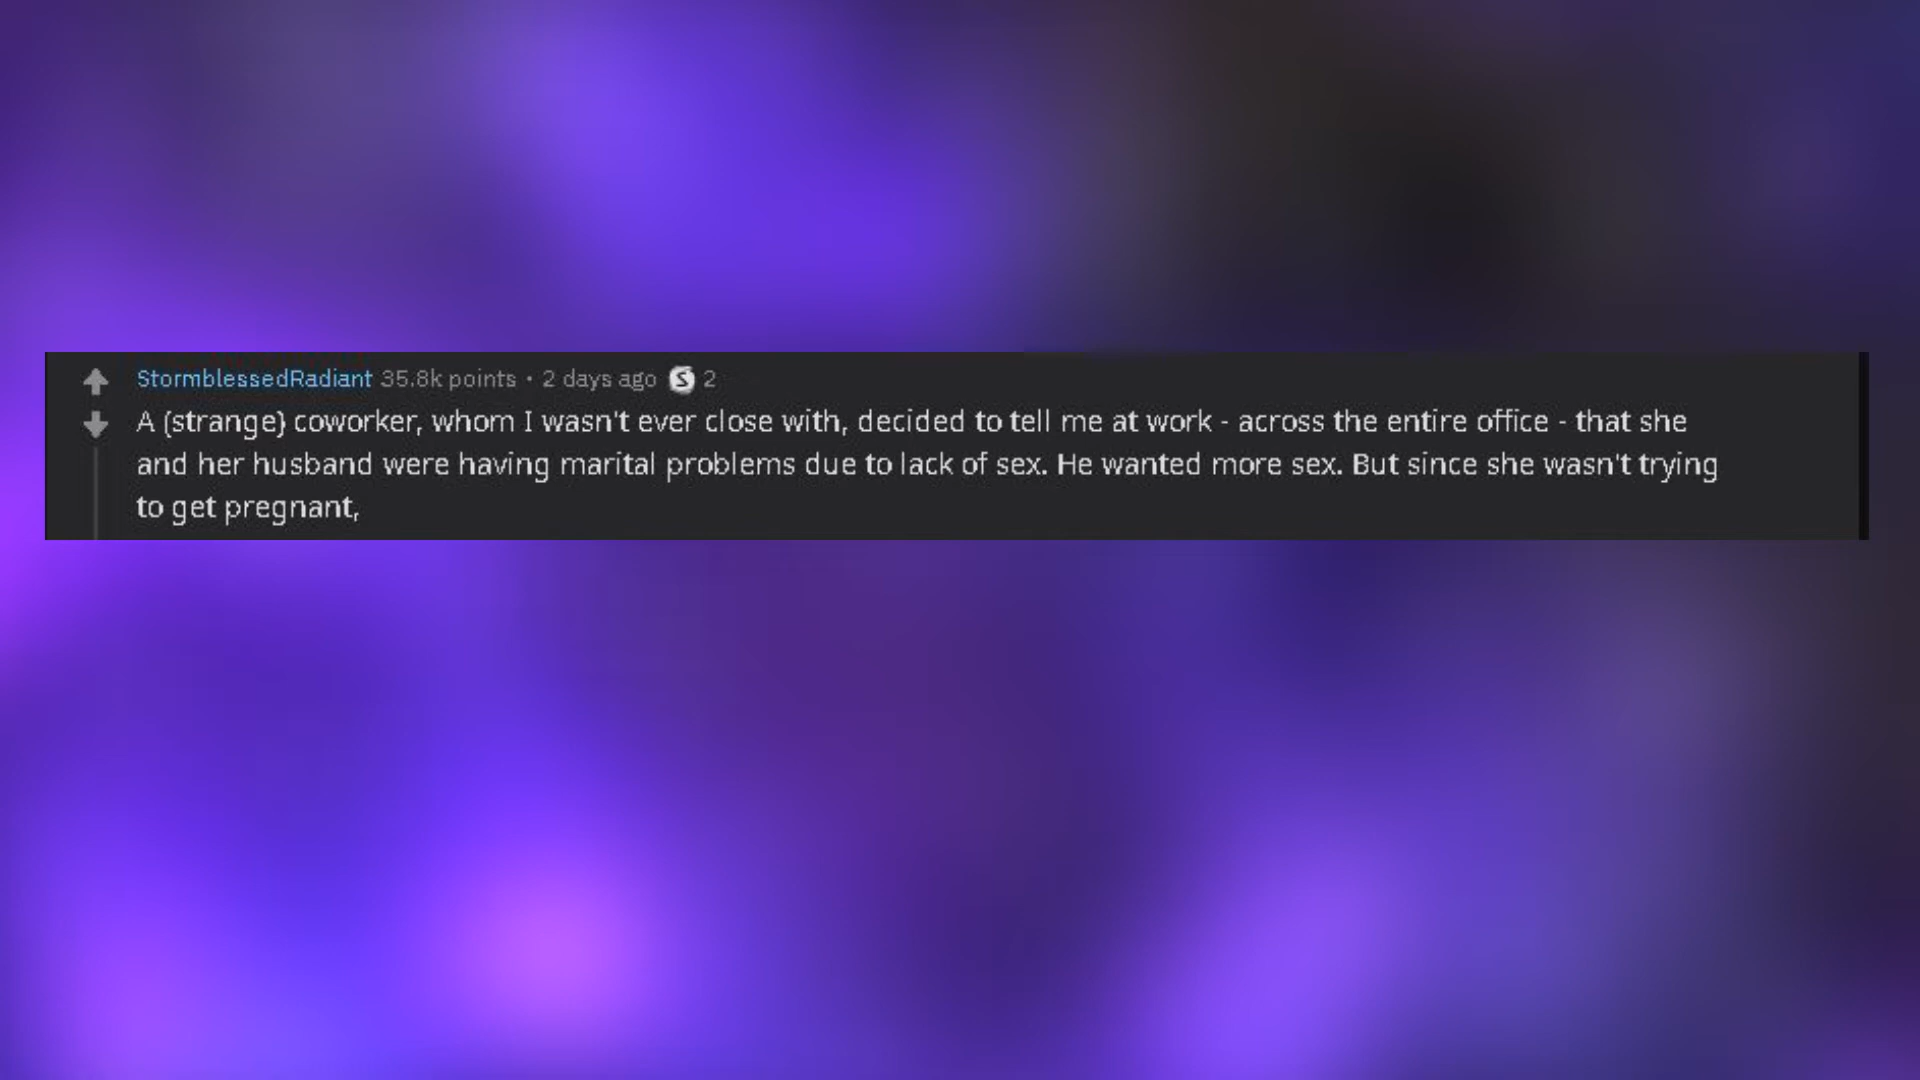 StormblessedRadiant 35.8k points · 2 days ago S 2
A (strange) coworker, whom I wasn't ever close with, decided to tell me at work - across the entire office - that she
and her husband were having marital problems due to lack of sex. He wanted more sex. But since she wasn't trying
to get pregnant,